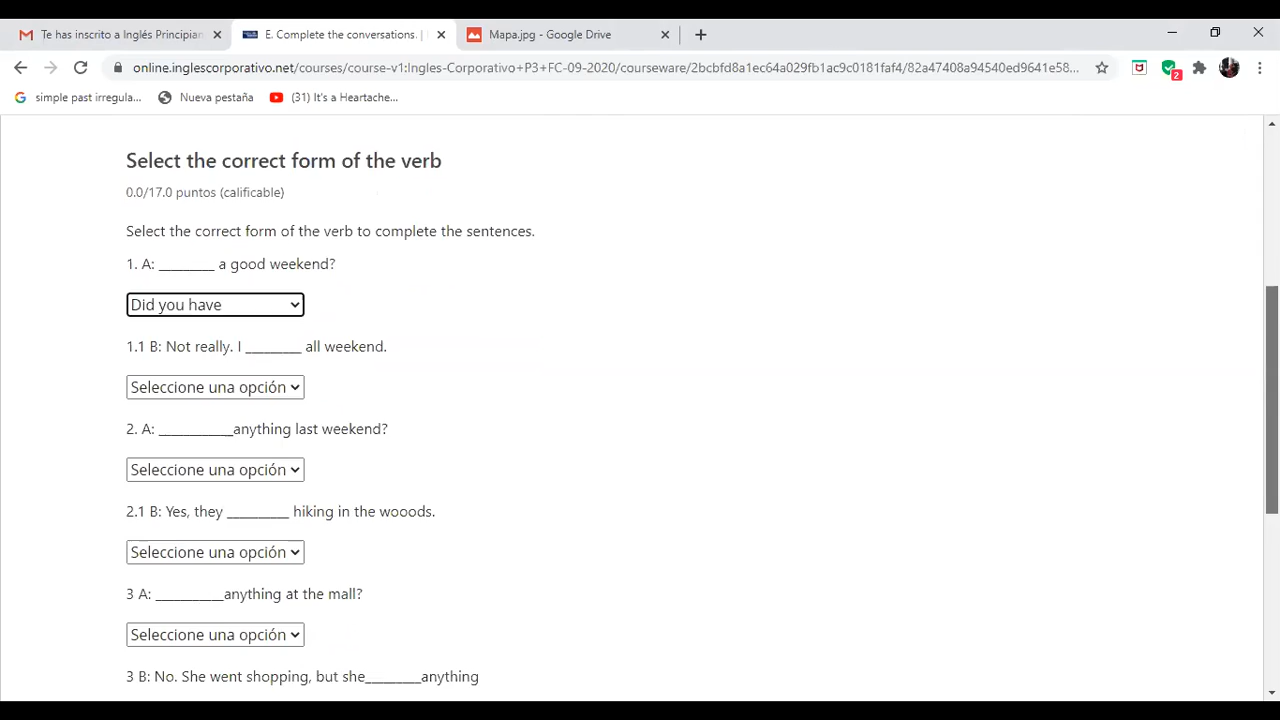 Te has inscrito a Inglés Principian
E. Complete the conversations. |
Mapa.jpg - Google Drive
online.inglescorporativo.net/courses/course-v1:Ingles-Corporativo+P3+FC-09-2020/courseware/2bcbfd8a1ec64a029fb1ac9c0181faf4/82a47408a94540ed9641e58...
2
simple past irregula...
Nueva pestaña
(31) It's a Heartache...
Select the correct form of the verb
0.0/17.0 puntos (calificable)
Select the correct form of the verb to complete the sentences.
1. A: ________ a good weekend?
Did you have
1.1 B: Not really. I ________ all weekend.
Seleccione una opción
2. A: ___________anything last weekend?
Seleccione una opción
2.1 B: Yes, they _________ hiking in the wooods.
Seleccione una opción
3 A: __________anything at the mall?
Seleccione una opción
3 B: No. She went shopping, but she________anything